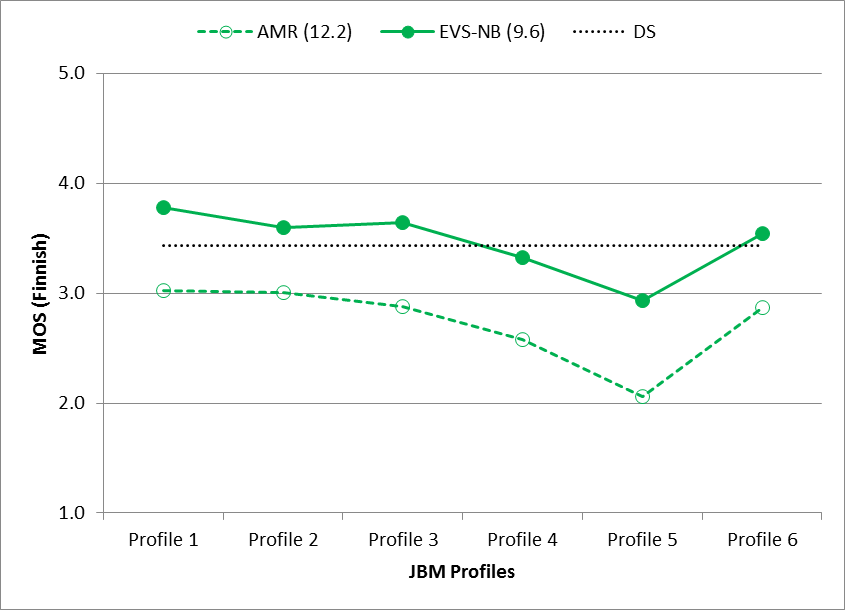 AMR (12.2) EVS-NB (9.6) DS
5.0
4.0
3.0
2.0
1.0
MOS (Finnish)
Profile 1 Profile 2 Profile 3 Profile 4 Profile 5 Profile 6
JBM Profiles